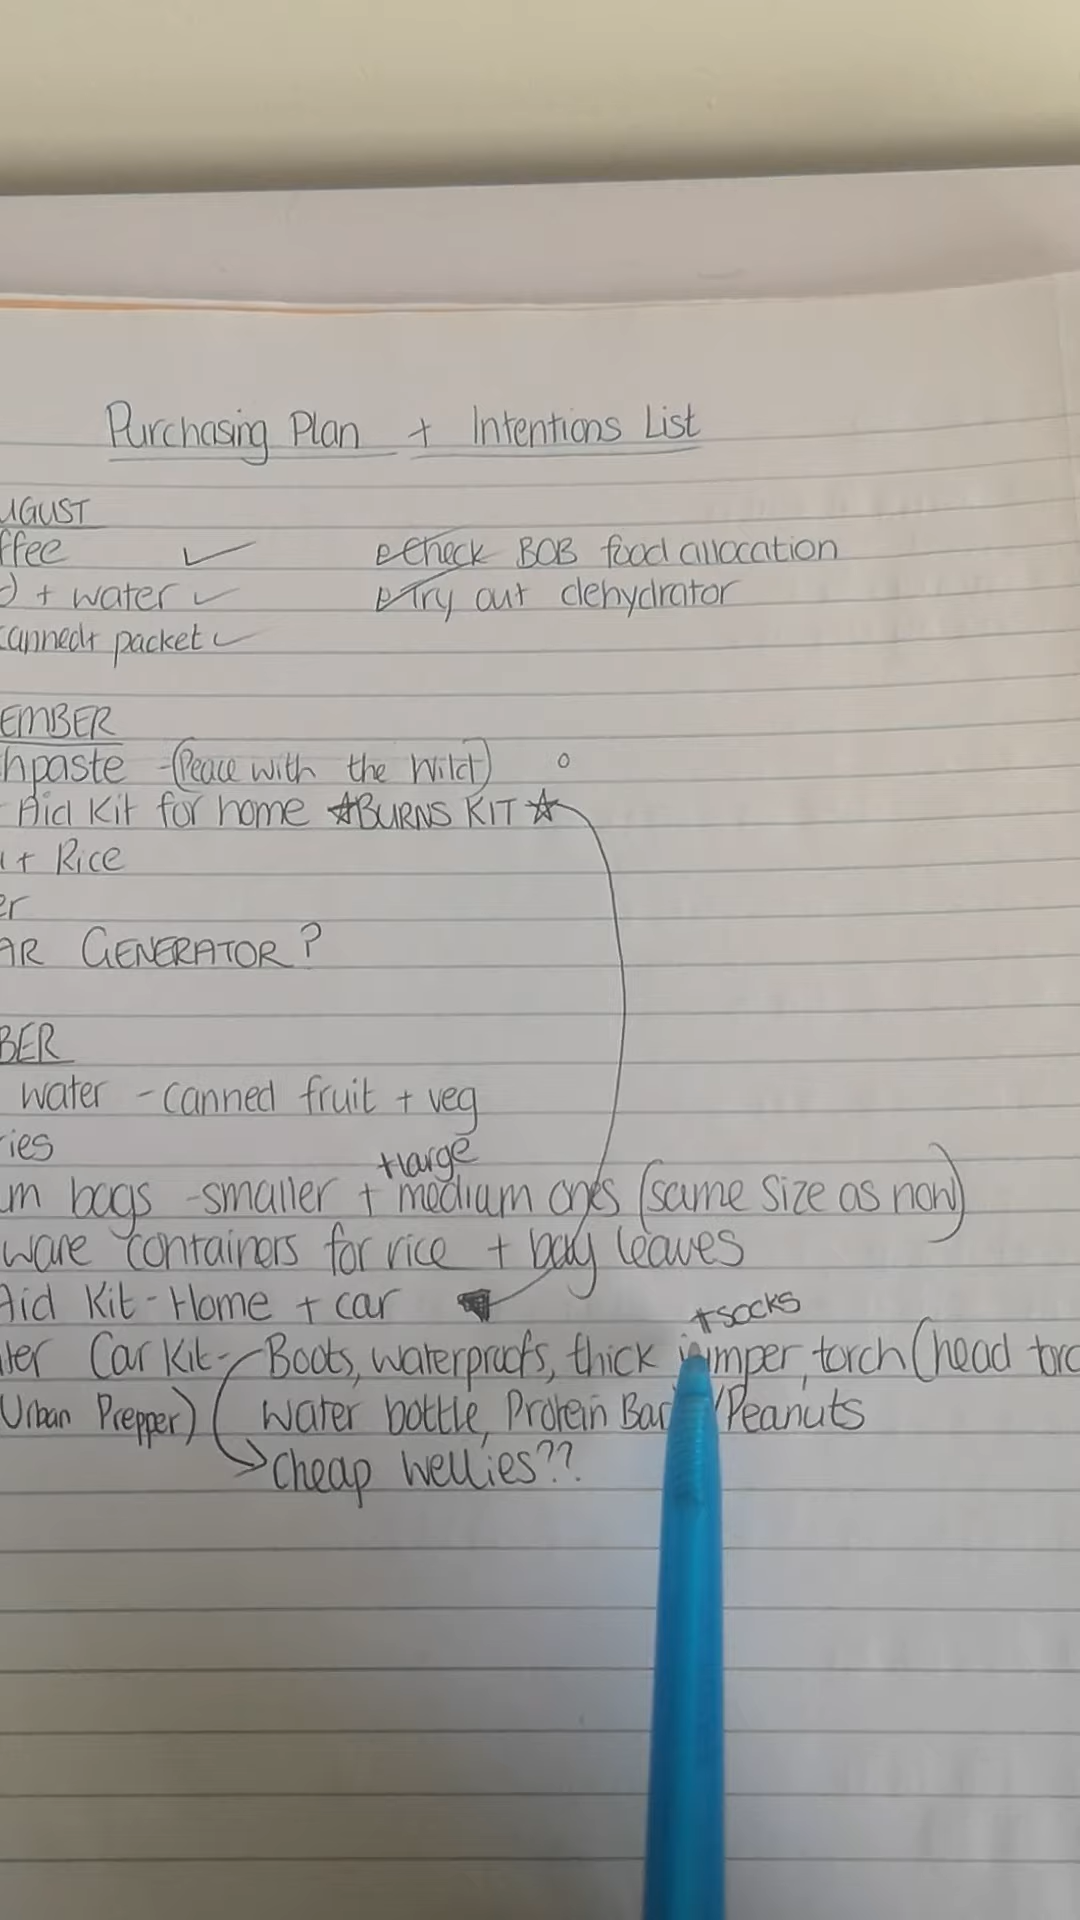 Purchasing Plan + Intentions List
UGUST
ffee ✓ Check BOB food allocation
) + water ✓ Try out dehydrator
canned + packet ✓
EMBER
hpaste - (Peace with the Wild)
Aid Kit for home ☆BURNS KIT☆
+ Rice
er
AR GENERATOR?
BER
water - canned fruit + veg
ries
+ large
m bags - smaller + medium ones (same size as now)
ware containers for rice + bay leaves
Aid Kit - Home + car
+ socks
ter Car Kit - Boots, waterproofs, thick jumper, torch (head torc
Urban Prepper) Water bottle, Protein Bar /Peanuts
Cheap wellies??